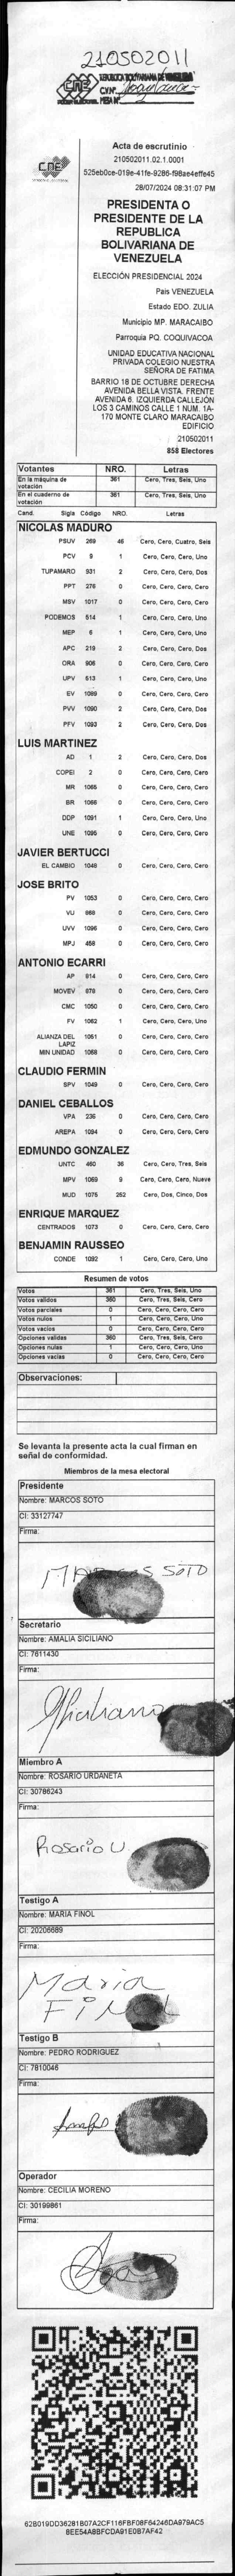 210502011
CNE
Acta de escrutinio
210502011.02.1.0001
525eb0ce-019e-41fe-9286-f98ae4effe45
28/07/2024 08:31:07 PM
PRESIDENTA O
PRESIDENTE DE LA
REPUBLICA
BOLIVARIANA DE
VENEZUELA
ELECCIÓN PRESIDENCIAL 2024
Pais VENEZUELA
Estado EDO. ZULIA
Municipio MP. MARACAIBO
Parroquia PQ. COQUIVACOA
UNIDAD EDUCATIVA NACIONAL
PRIVADA COLEGIO NUESTRA
SEÑORA DE FATIMA
BARRIO 18 DE OCTUBRE DERECHA
AVENIDA BELLA VISTA. FRENTE
AVENIDA 6. IZQUIERDA CALLEJÓN
LOS 3 CAMINOS CALLE 1 NUM. 1A-
170 MONTE CLARO MARACAIBO
EDIFICIO
210502011
858 Electores
Votantes NRO. Letras
En la máquina de votación 361 Cero, Tres, Seis, Uno
En el cuaderno de votación 361 Cero, Tres, Seis, Uno
Cand. Sigla Código NRO. Letras
NICOLAS MADURO
PSUV 269 46 Cero, Cero, Cuatro, Seis
PCV 9 1 Cero, Cero, Cero, Uno
TUPAMARO 931 2 Cero, Cero, Cero, Dos
PPT 276 0 Cero, Cero, Cero, Cero
MSV 1017 0 Cero, Cero, Cero, Cero
PODEMOS 514 1 Cero, Cero, Cero, Uno
MEP 6 1 Cero, Cero, Cero, Uno
APC 219 2 Cero, Cero, Cero, Dos
ORA 906 0 Cero, Cero, Cero, Cero
UPV 513 1 Cero, Cero, Cero, Uno
EV 1089 0 Cero, Cero, Cero, Cero
PVV 1090 2 Cero, Cero, Cero, Dos
PFV 1093 2 Cero, Cero, Cero, Dos
LUIS MARTINEZ
AD 1 2 Cero, Cero, Cero, Dos
COPEI 2 0 Cero, Cero, Cero, Cero
MR 1085 0 Cero, Cero, Cero, Cero
BR 1086 0 Cero, Cero, Cero, Cero
DDP 1091 1 Cero, Cero, Cero, Uno
UNE 1095 0 Cero, Cero, Cero, Cero
JAVIER BERTUCCI
EL CAMBIO 1048 0 Cero, Cero, Cero, Cero
JOSE BRITO
PV 1053 0 Cero, Cero, Cero, Cero
VU 868 0 Cero, Cero, Cero, Cero
UVV 1096 0 Cero, Cero, Cero, Cero
MPJ 458 0 Cero, Cero, Cero, Cero
ANTONIO ECARRI
AP 914 0 Cero, Cero, Cero, Cero
MOVEV 979 0 Cero, Cero, Cero, Cero
CMC 1050 0 Cero, Cero, Cero, Cero
FV 1062 1 Cero, Cero, Cero, Uno
ALIANZA DEL LAPIZ 1051 0 Cero, Cero, Cero, Cero
MIN UNIDAD 1068 0 Cero, Cero, Cero, Cero
CLAUDIO FERMIN
SPV 1049 0 Cero, Cero, Cero, Cero
DANIEL CEBALLOS
VPA 236 0 Cero, Cero, Cero, Cero
AREPA 1094 0 Cero, Cero, Cero, Cero
EDMUNDO GONZALEZ
UNTC 460 36 Cero, Cero, Tres, Seis
MPV 1069 9 Cero, Cero, Cero, Nueve
MUD 1075 252 Cero, Dos, Cinco, Dos
ENRIQUE MARQUEZ
CENTRADOS 1073 0 Cero, Cero, Cero, Cero
BENJAMIN RAUSSEO
CONDE 1092 1 Cero, Cero, Cero, Uno
Resumen de votos
Votos 361 Cero, Tres, Seis, Uno
Votos validos 360 Cero, Tres, Seis, Cero
Votos parciales 0 Cero, Cero, Cero, Cero
Votos nulos 1 Cero, Cero, Cero, Uno
Votos vacíos 0 Cero, Cero, Cero, Cero
Opciones validas 360 Cero, Tres, Seis, Cero
Opciones nulas 1 Cero, Cero, Cero, Uno
Opciones vacías 0 Cero, Cero, Cero, Cero
Observaciones:
Se levanta la presente acta la cual firman en
señal de conformidad.
Miembros de la mesa electoral
Presidente
Nombre: MARCOS SOTO
CI: 33127747
Firma:
MARCOS SOTO
Secretario
Nombre: AMALIA SICILIANO
CI: 7611430
Firma:
Miembro A
Nombre: ROSARIO URDANETA
CI: 30786243
Firma:
Rosario U
Testigo A
Nombre: MARIA FINOL
CI: 20206689
Firma:
Maria
FINOL
Testigo B
Nombre: PEDRO RODRIGUEZ
CI: 7810046
Firma:
Operador
Nombre: CECILIA MORENO
CI: 30199861
Firma:
62B019DD36281B07A2CF116FBF08F64246DA979AC5
8EE54A8BFCDA91E0B7AF42